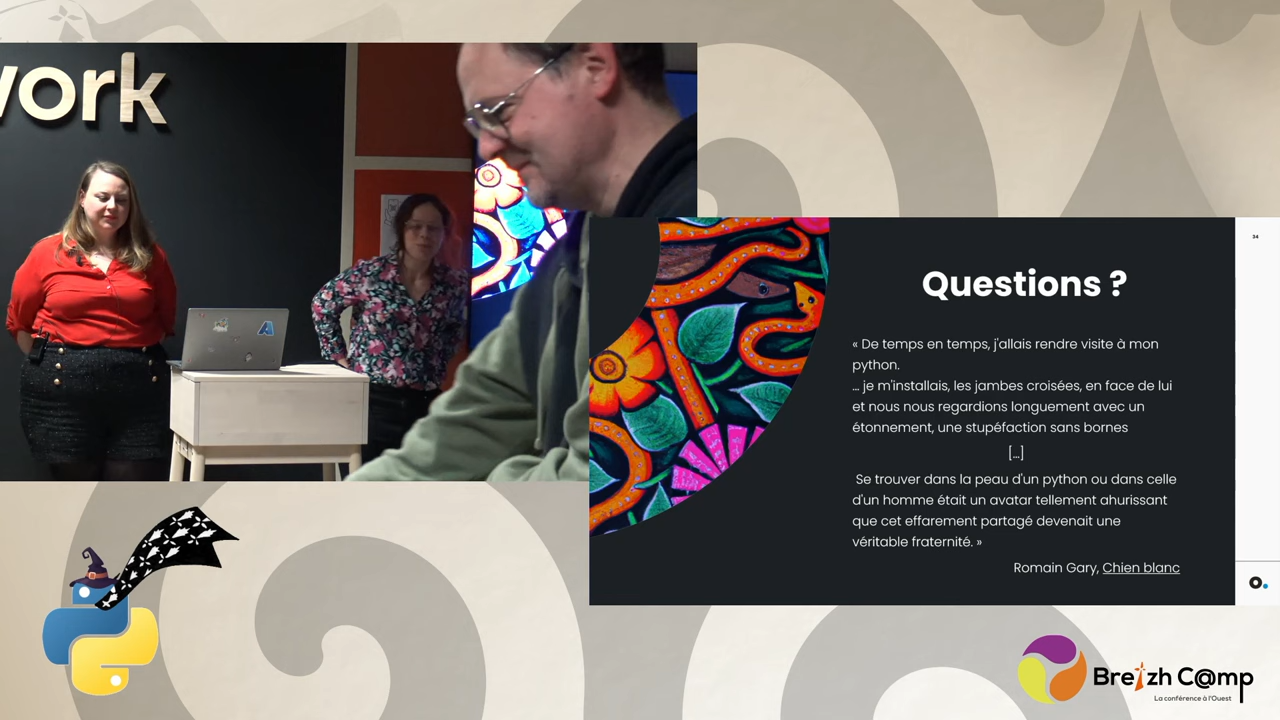 work
34
Questions ?
« De temps en temps, j'allais rendre visite à mon
python.
... je m'installais, les jambes croisées, en face de lui
et nous nous regardions longuement avec un
étonnement, une stupéfaction sans bornes
[...]
Se trouver dans la peau d'un python ou dans celle
d'un homme était un avatar tellement ahurissant
que cet effarement partagé devenait une
véritable fraternité. »
Romain Gary, Chien blanc
o.
Breizh C@mp
La conférence à l'Ouest